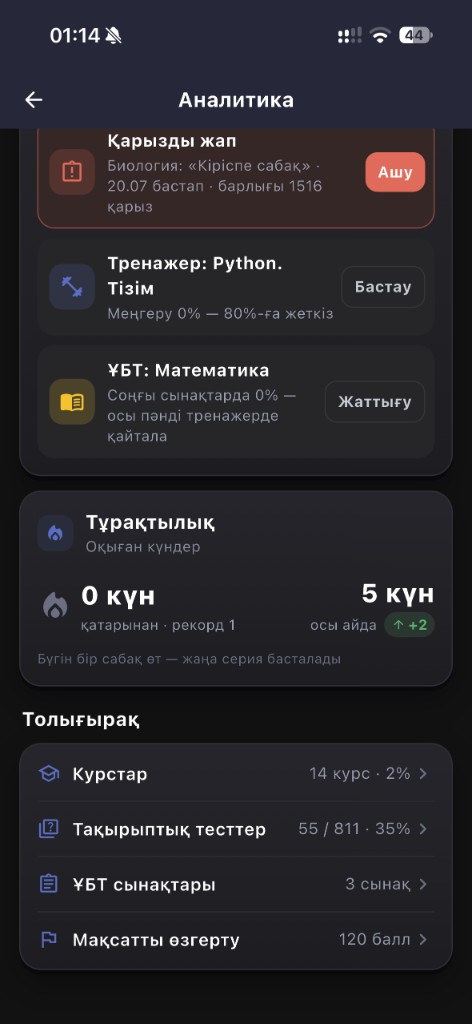 01:14
44
Аналитика
Қарызды жап
Биология: «Кіріспе сабақ» ·
20.07 бастап · барлығы 1516
қарыз
Ашу
Тренажер: Python.
Тізім
Меңгеру 0% — 80%-ға жеткіз
Бастау
ҰБТ: Математика
Соңғы сынақтарда 0% —
осы пәнді тренажерде
қайтала
Жаттығу
Тұрақтылық
Оқыған күндер
0 күн
қатарынан · рекорд 1
5 күн
осы айда ↑ +2
Бүгін бір сабақ өт — жаңа серия басталады
Толығырақ
Курстар 14 курс · 2%
Тақырыптық тесттер 55 / 811 · 35%
ҰБТ сынақтары 3 сынақ
Мақсатты өзгерту 120 балл